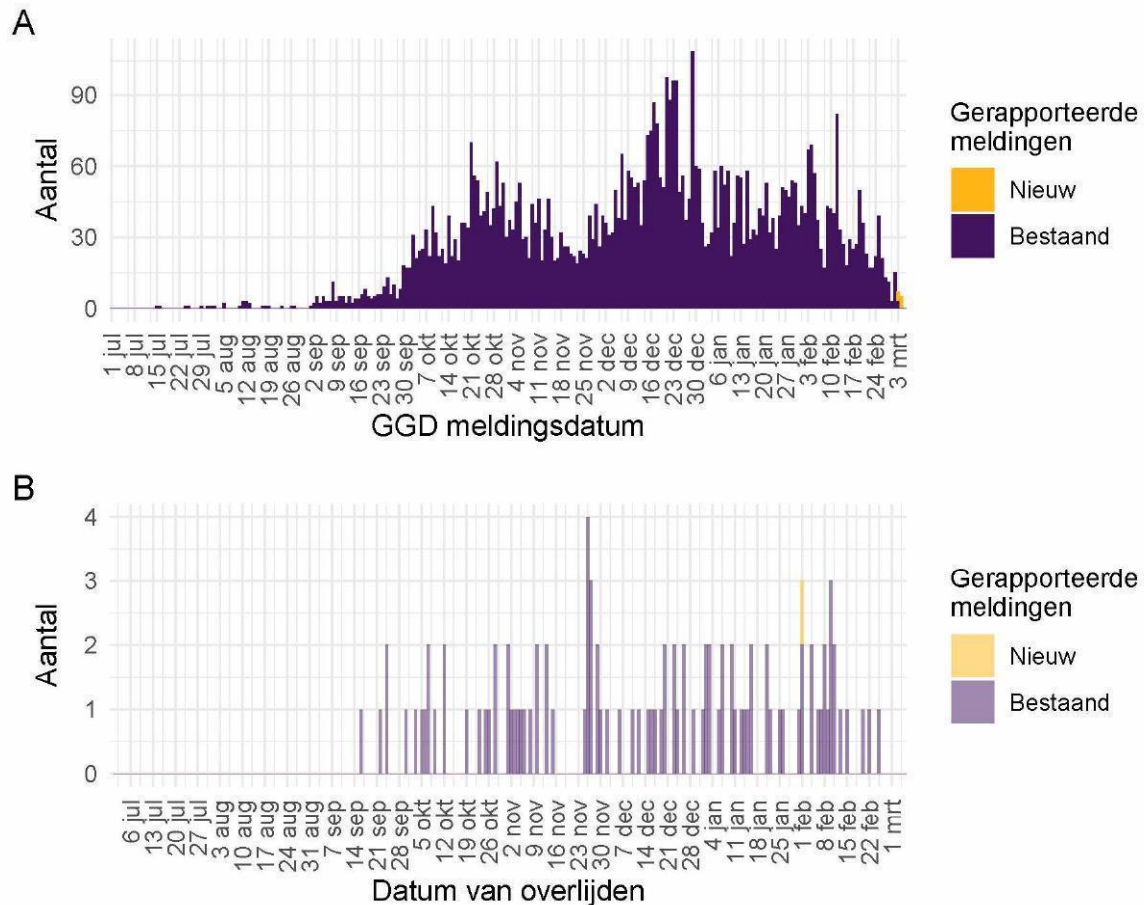 A
90
60
30
0
Aantal
1 jul
8 jul
15 jul
22 jul
29 jul
5 aug
12 aug
19 aug
26 aug
2 sep
9 sep
16 sep
23 sep
30 sep
7 okt
14 okt
21 okt
28 okt
4 nov
11 nov
18 nov
25 nov
2 dec
9 dec
16 dec
23 dec
30 dec
6 jan
13 jan
20 jan
27 jan
3 feb
10 feb
17 feb
24 feb
3 mrt
GGD meldingsdatum
Gerapporteerde
meldingen
Nieuw
Bestaand
B
4
3
2
1
0
Aantal
6 jul
13 jul
20 jul
27 jul
3 aug
10 aug
17 aug
24 aug
31 aug
7 sep
14 sep
21 sep
28 sep
5 okt
12 okt
19 okt
26 okt
2 nov
9 nov
16 nov
23 nov
30 nov
7 dec
14 dec
21 dec
28 dec
4 jan
11 jan
18 jan
25 jan
1 feb
8 feb
15 feb
22 feb
1 mrt
Datum van overlijden
Gerapporteerde
meldingen
Nieuw
Bestaand